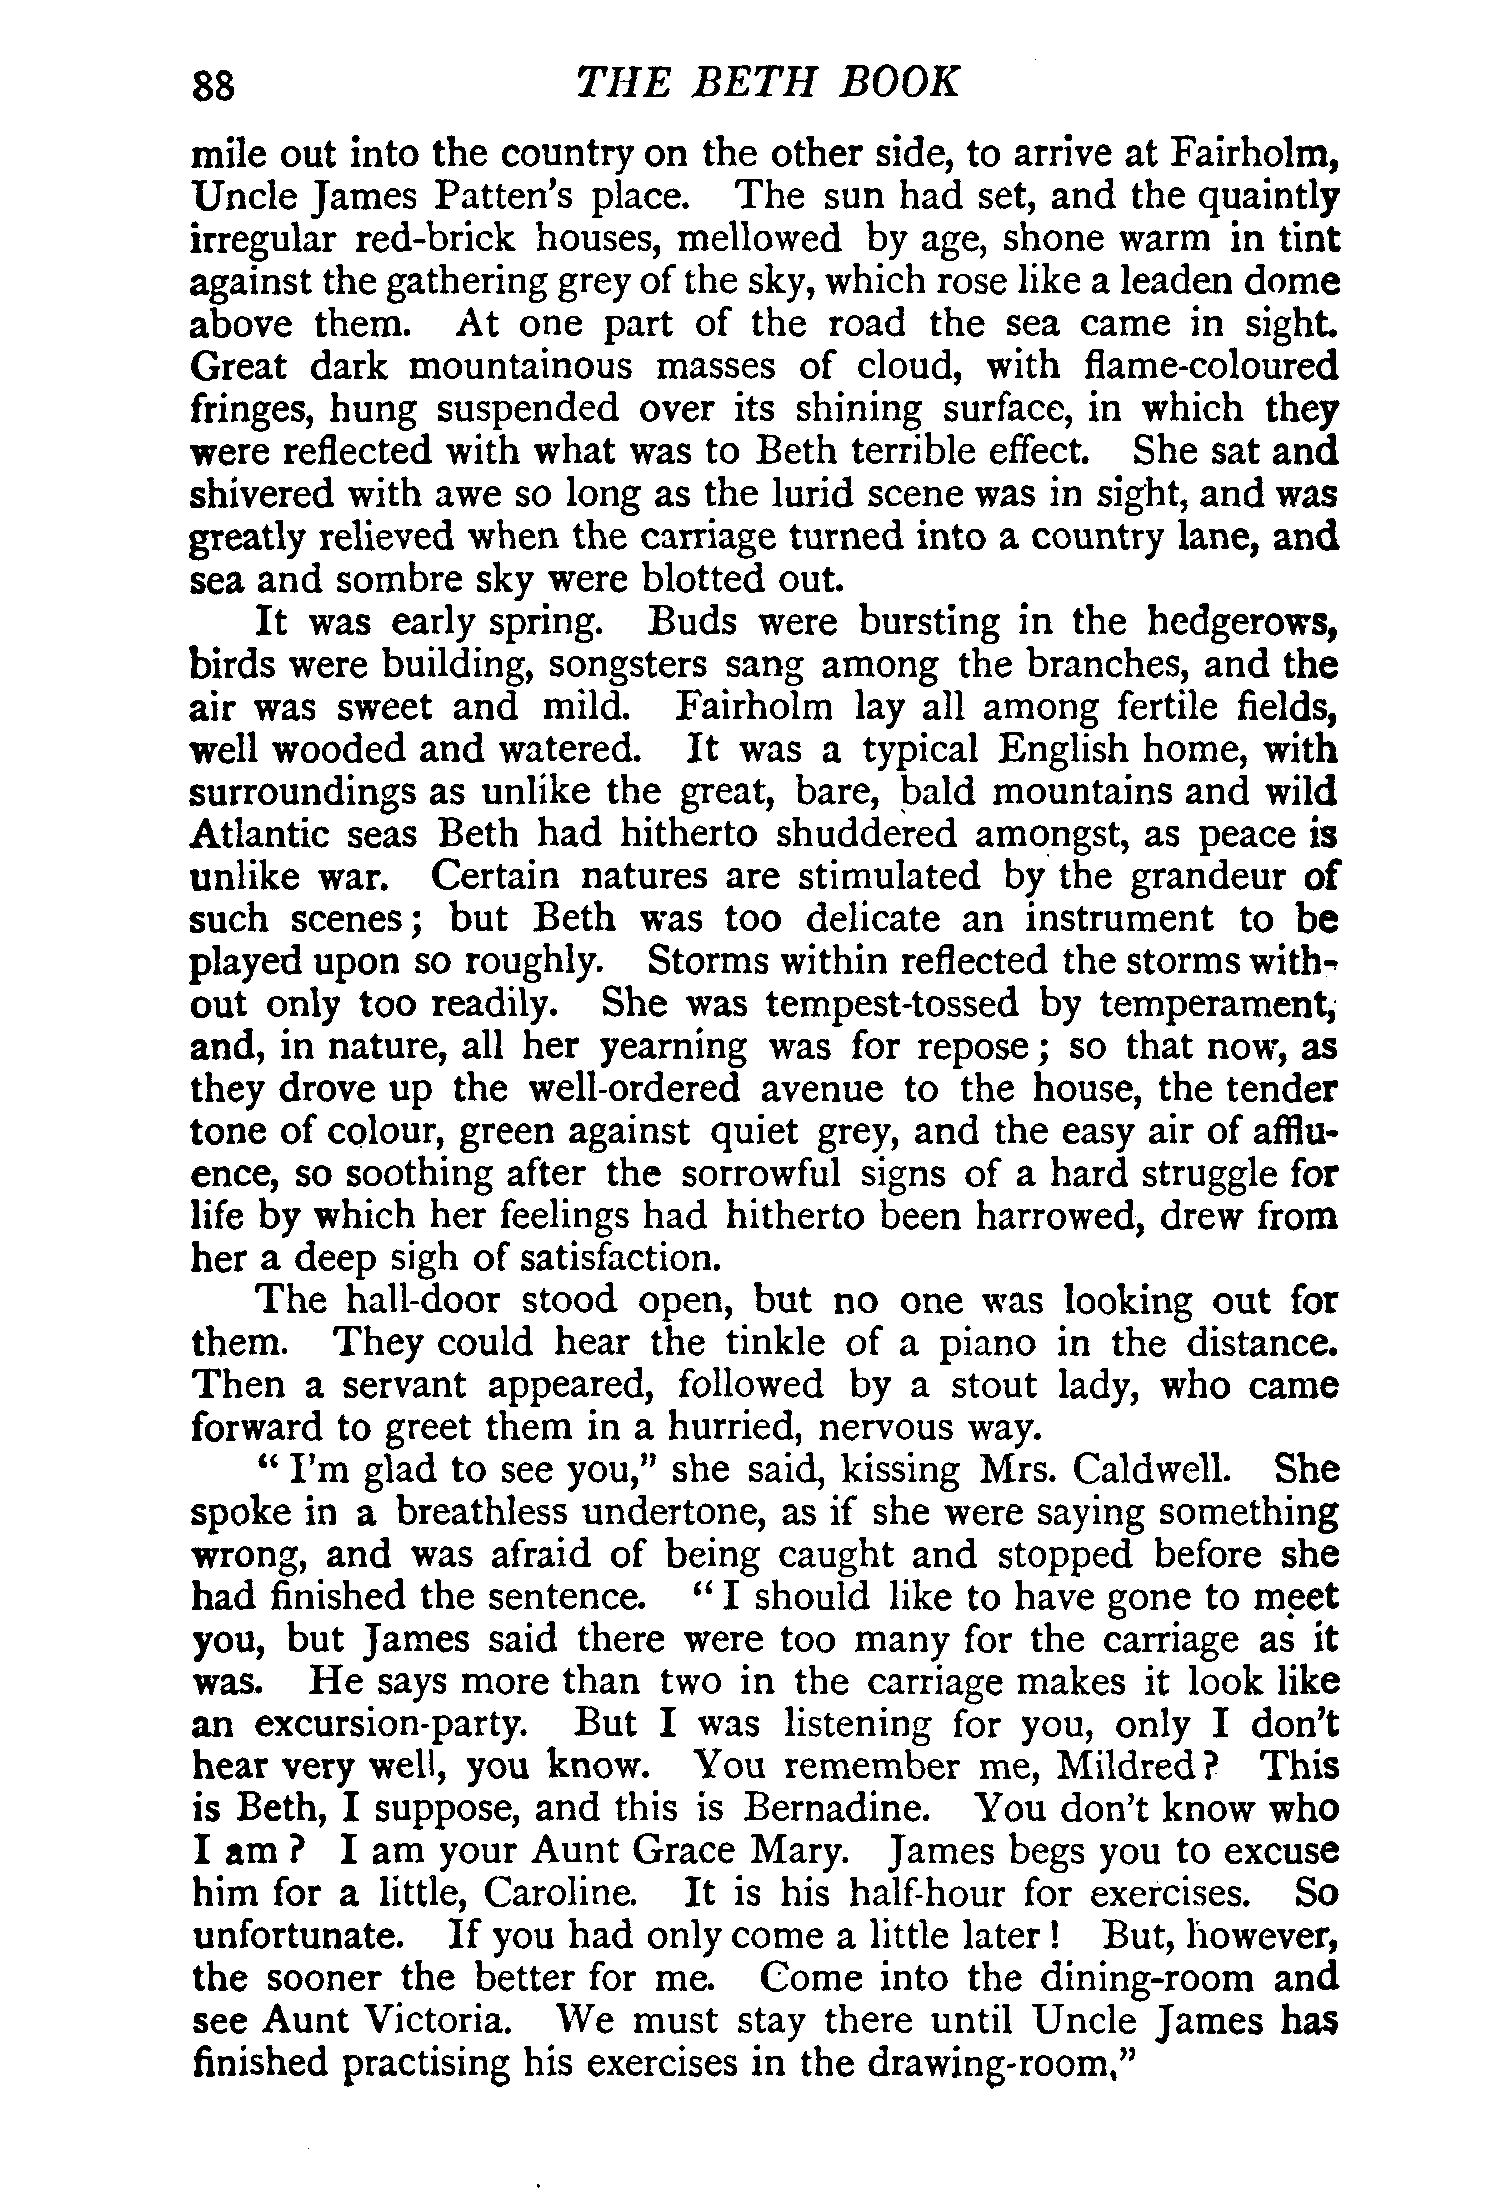 88 THE BETH BOOK
mile out into the country on the other side, to arrive at Fairholm,
Uncle James Patten's place. The sun had set, and the quaintly
irregular red-brick houses, mellowed by age, shone warm in tint
against the gathering grey of the sky, which rose like a leaden dome
above them. At one part of the road the sea came in sight.
Great dark mountainous masses of cloud, with flame-coloured
fringes, hung suspended over its shining surface, in which they
were reflected with what was to Beth terrible effect. She sat and
shivered with awe so long as the lurid scene was in sight, and was
greatly relieved when the carriage turned into a country lane, and
sea and sombre sky were blotted out.
It was early spring. Buds were bursting in the hedgerows,
birds were building, songsters sang among the branches, and the
air was sweet and mild. Fairholm lay all among fertile fields,
well wooded and watered. It was a typical English home, with
surroundings as unlike the great, bare, bald mountains and wild
Atlantic seas Beth had hitherto shuddered amongst, as peace is
unlike war. Certain natures are stimulated by the grandeur of
such scenes; but Beth was too delicate an instrument to be
played upon so roughly. Storms within reflected the storms with-
out only too readily. She was tempest-tossed by temperament,
and, in nature, all her yearning was for repose; so that now, as
they drove up the well-ordered avenue to the house, the tender
tone of colour, green against quiet grey, and the easy air of afflu-
ence, so soothing after the sorrowful signs of a hard struggle for
life by which her feelings had hitherto been harrowed, drew from
her a deep sigh of satisfaction.
The hall-door stood open, but no one was looking out for
them. They could hear the tinkle of a piano in the distance.
Then a servant appeared, followed by a stout lady, who came
forward to greet them in a hurried, nervous way.
"I'm glad to see you," she said, kissing Mrs. Caldwell. She
spoke in a breathless undertone, as if she were saying something
wrong, and was afraid of being caught and stopped before she
had finished the sentence. "I should like to have gone to meet
you, but James said there were too many for the carriage as it
was. He says more than two in the carriage makes it look like
an excursion-party. But I was listening for you, only I don't
hear very well, you know. You remember me, Mildred? This
is Beth, I suppose, and this is Bernadine. You don't know who
I am? I am your Aunt Grace Mary. James begs you to excuse
him for a little, Caroline. It is his half-hour for exercises. So
unfortunate. If you had only come a little later! But, however,
the sooner the better for me. Come into the dining-room and
see Aunt Victoria. We must stay there until Uncle James has
finished practising his exercises in the drawing-room."